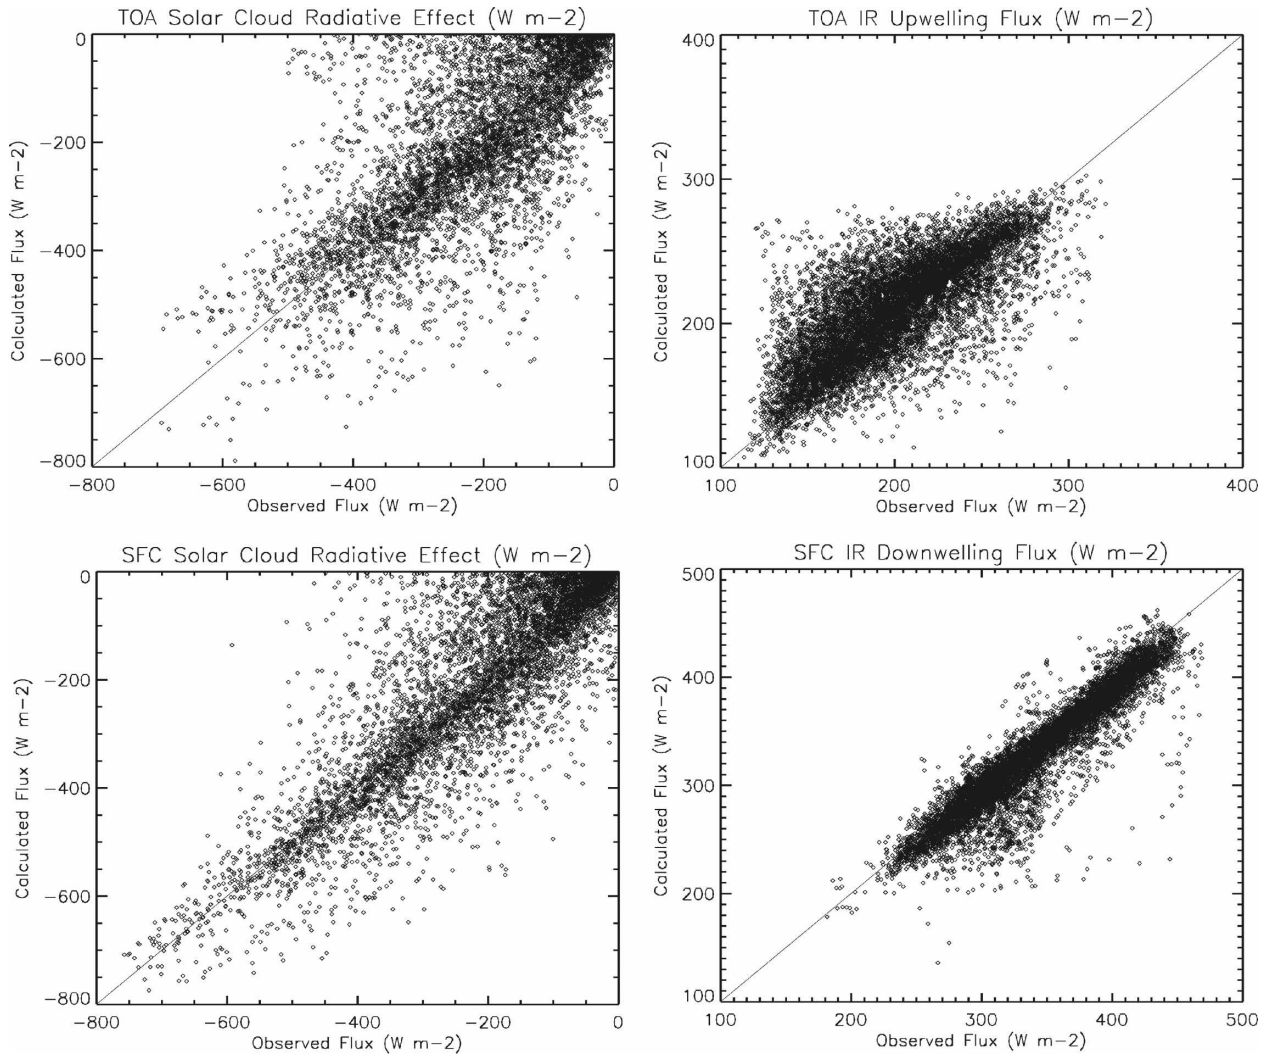 TOA Solar Cloud Radiative Effect (W m−2)
0
−200
−400
−600
−800
Calculated Flux (W m−2)
−800 −600 −400 −200 0
Observed Flux (W m−2)
TOA IR Upwelling Flux (W m−2)
400
300
200
100
Calculated Flux (W m−2)
100 200 300 400
Observed Flux (W m−2)
SFC Solar Cloud Radiative Effect (W m−2)
0
−200
−400
−600
−800
Calculated Flux (W m−2)
−800 −600 −400 −200 0
Observed Flux (W m−2)
SFC IR Downwelling Flux (W m−2)
500
400
300
200
100
Calculated Flux (W m−2)
100 200 300 400 500
Observed Flux (W m−2)